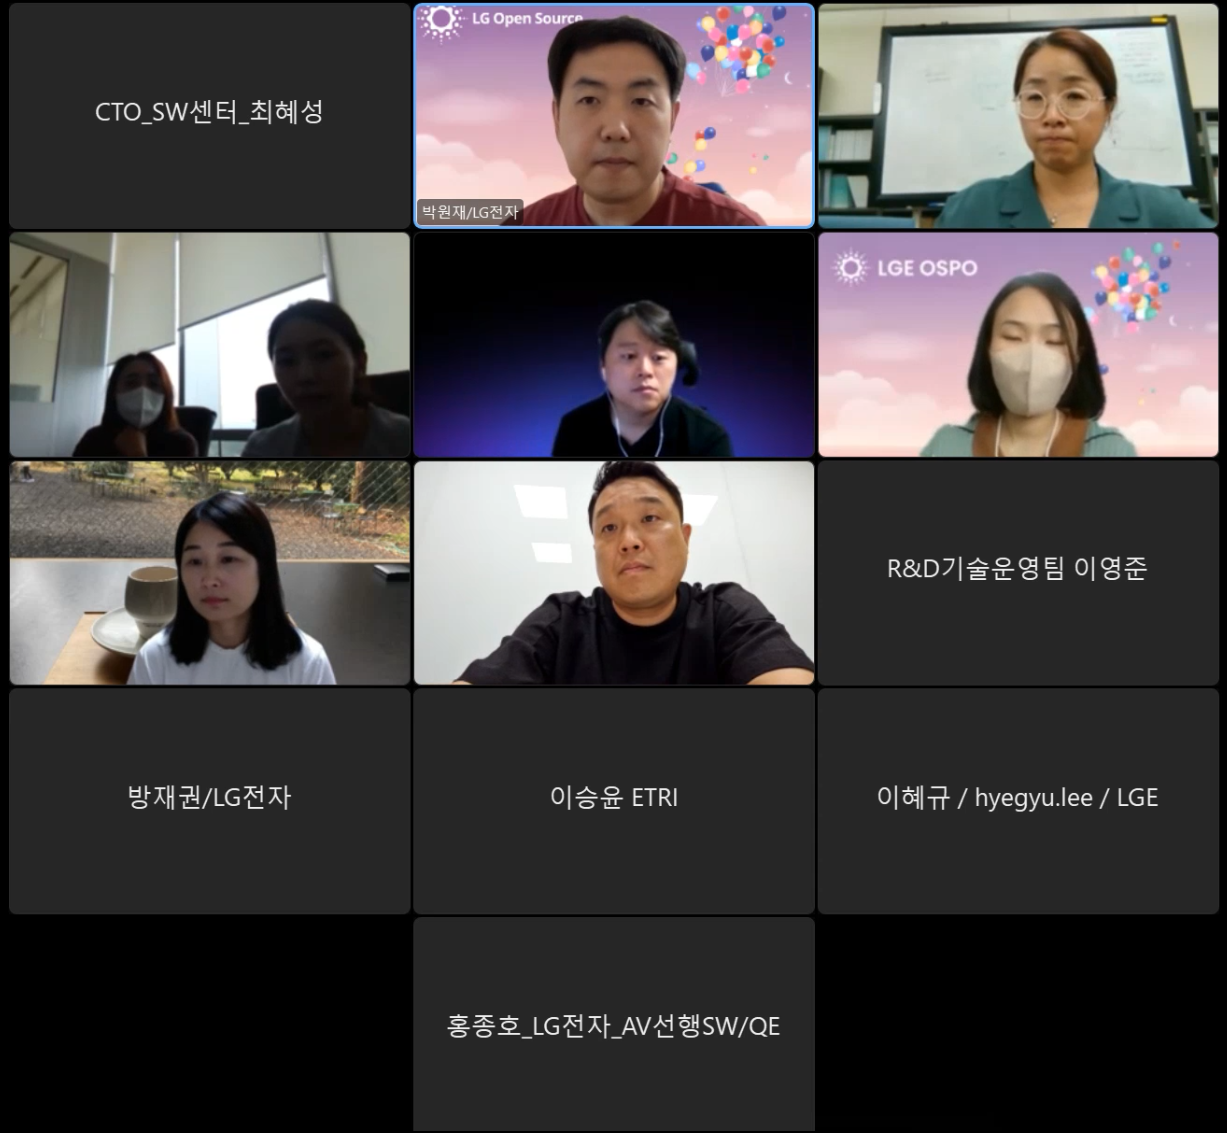 CTO_SW센터_최혜성
LG Open Source
박원재/LG전자
LGE OSPO
R&D기술운영팀 이영준
방재권/LG전자
이승윤 ETRI
이혜규 / hyegyu.lee / LGE
홍종호_LG전자_AV선행SW/QE